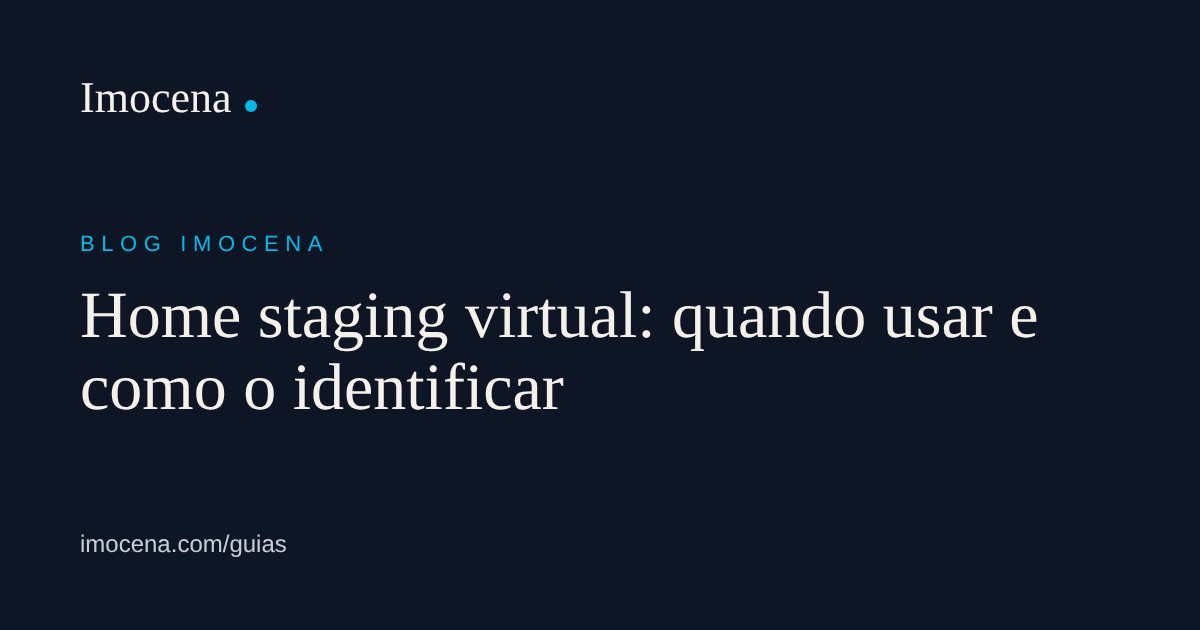 Imocena
BLOG IMOCENA
Home staging virtual: quando usar e
como o identificar
imocena.com/guias